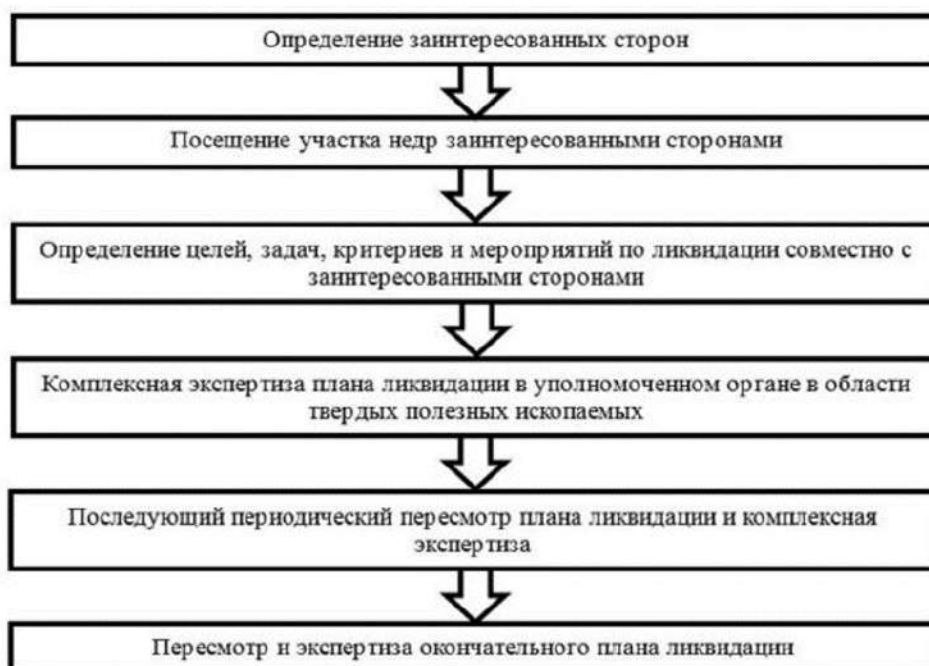 Определение заинтересованных сторон
Посещение участка недр заинтересованными сторонами
Определение целей, задач, критериев и мероприятий по ликвидации совместно с
заинтересованными сторонами
Комплексная экспертиза плана ликвидации в уполномоченном органе в области
твердых полезных ископаемых
Последующий периодический пересмотр плана ликвидации и комплексная
экспертиза
Пересмотр и экспертиза окончательного плана ликвидации